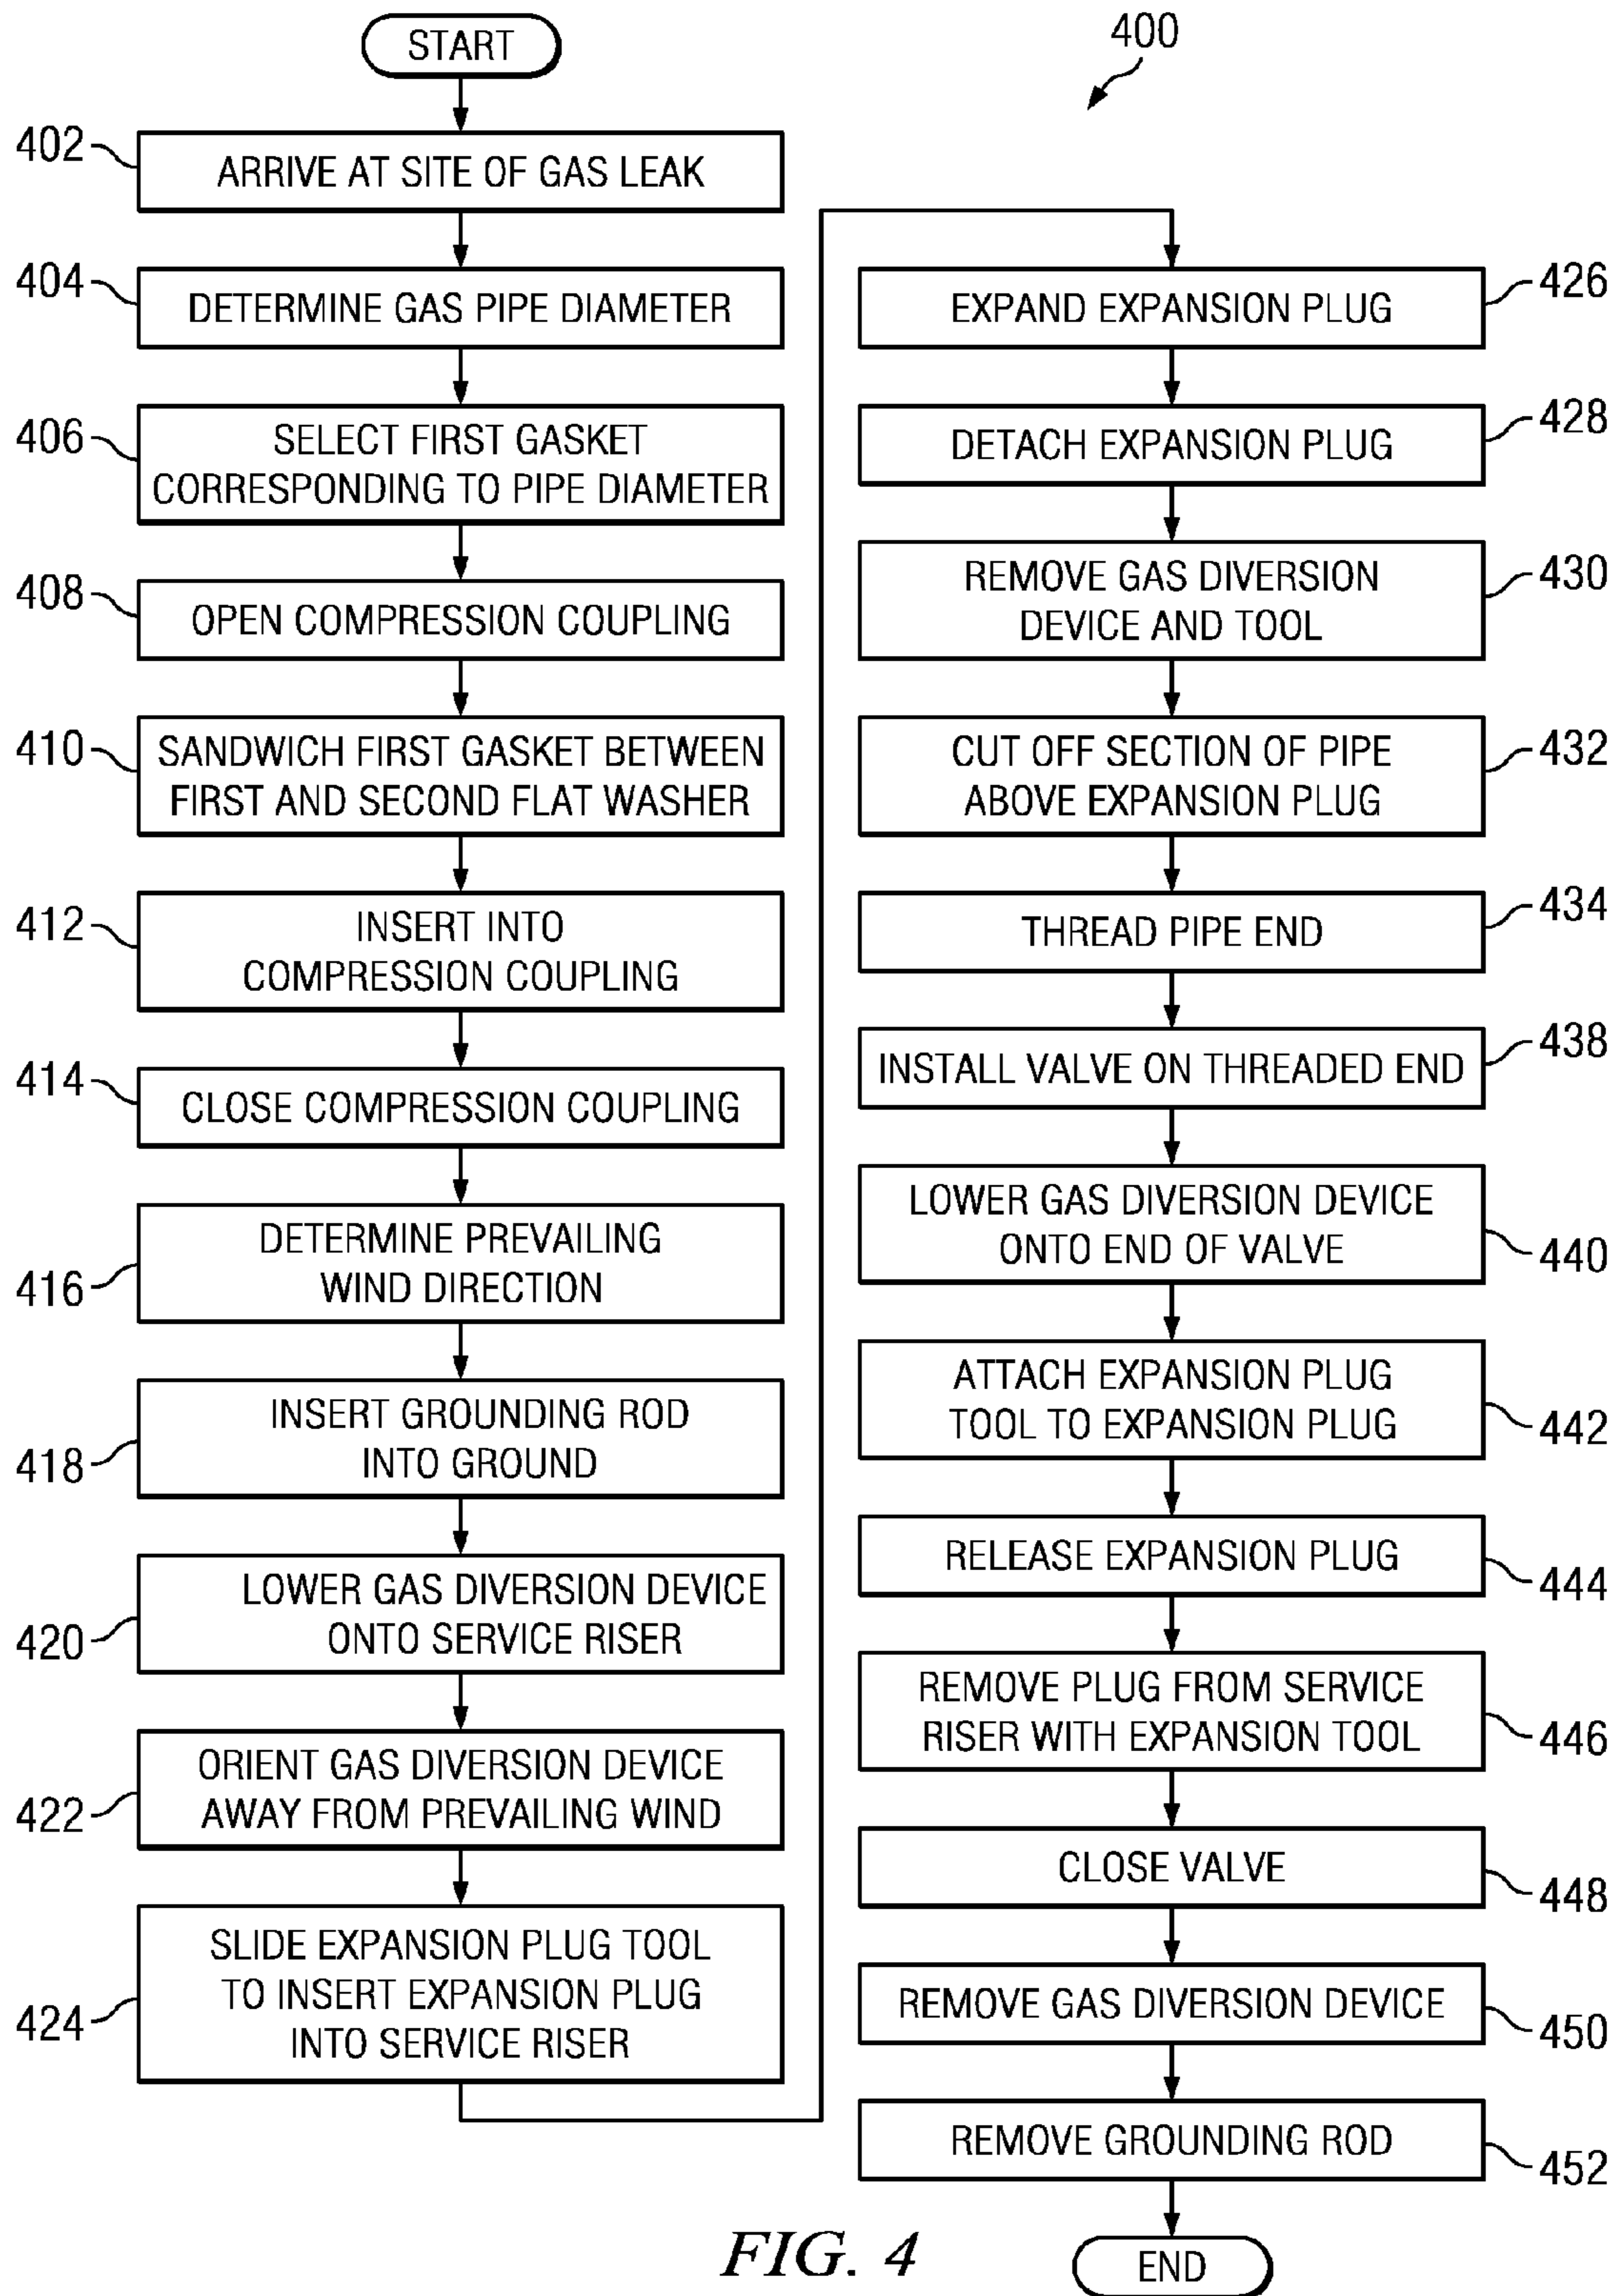 START
400
402
ARRIVE AT SITE OF GAS LEAK
404
DETERMINE GAS PIPE DIAMETER
406
SELECT FIRST GASKET
CORRESPONDING TO PIPE DIAMETER
408
OPEN COMPRESSION COUPLING
410
SANDWICH FIRST GASKET BETWEEN
FIRST AND SECOND FLAT WASHER
412
INSERT INTO
COMPRESSION COUPLING
414
CLOSE COMPRESSION COUPLING
416
DETERMINE PREVAILING
WIND DIRECTION
418
INSERT GROUNDING ROD
INTO GROUND
420
LOWER GAS DIVERSION DEVICE
ONTO SERVICE RISER
422
ORIENT GAS DIVERSION DEVICE
AWAY FROM PREVAILING WIND
424
SLIDE EXPANSION PLUG TOOL
TO INSERT EXPANSION PLUG
INTO SERVICE RISER
EXPAND EXPANSION PLUG
426
DETACH EXPANSION PLUG
428
REMOVE GAS DIVERSION
DEVICE AND TOOL
430
CUT OFF SECTION OF PIPE
ABOVE EXPANSION PLUG
432
THREAD PIPE END
434
INSTALL VALVE ON THREADED END
438
LOWER GAS DIVERSION DEVICE
ONTO END OF VALVE
440
ATTACH EXPANSION PLUG
TOOL TO EXPANSION PLUG
442
RELEASE EXPANSION PLUG
444
REMOVE PLUG FROM SERVICE
RISER WITH EXPANSION TOOL
446
CLOSE VALVE
448
REMOVE GAS DIVERSION DEVICE
450
REMOVE GROUNDING ROD
452
END
FIG. 4